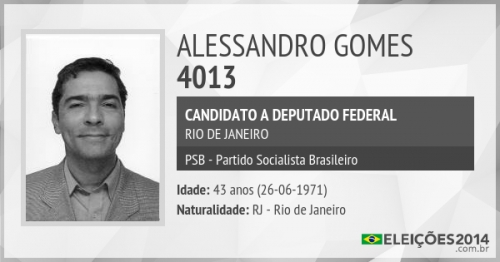 ALESSANDRO GOMES
4013
CANDIDATO A DEPUTADO FEDERAL
RIO DE JANEIRO
PSB - Partido Socialista Brasileiro
Idade: 43 anos (26-06-1971)
Naturalidade: RJ - Rio de Janeiro
ELEIÇÕES2014
.com.br